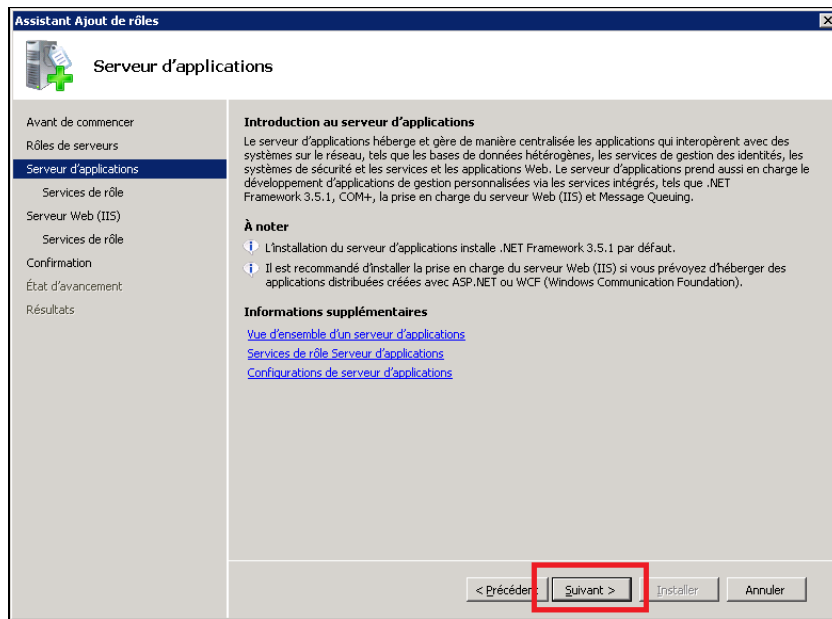 Assistant Ajout de rôles
Serveur d'applications
Avant de commencer
Rôles de serveurs
Serveur d'applications
Services de rôle
Serveur Web (IIS)
Services de rôle
Confirmation
État d'avancement
Résultats
Introduction au serveur d'applications
Le serveur d'applications héberge et gère de manière centralisée les applications qui interopèrent avec des
systèmes sur le réseau, tels que les bases de données hétérogènes, les services de gestion des identités, les
systèmes de sécurité et les services et les applications Web. Le serveur d'applications prend aussi en charge le
développement d'applications de gestion personnalisées via les services intégrés, tels que .NET
Framework 3.5.1, COM+, la prise en charge du serveur Web (IIS) et Message Queuing.
À noter
L'installation du serveur d'applications installe .NET Framework 3.5.1 par défaut.
Il est recommandé d'installer la prise en charge du serveur Web (IIS) si vous prévoyez d'héberger des
applications distribuées créées avec ASP.NET ou WCF (Windows Communication Foundation).
Informations supplémentaires
Vue d'ensemble d'un serveur d'applications
Services de rôle Serveur d'applications
Configurations de serveur d'applications
< Précédent Suivant > Installer Annuler